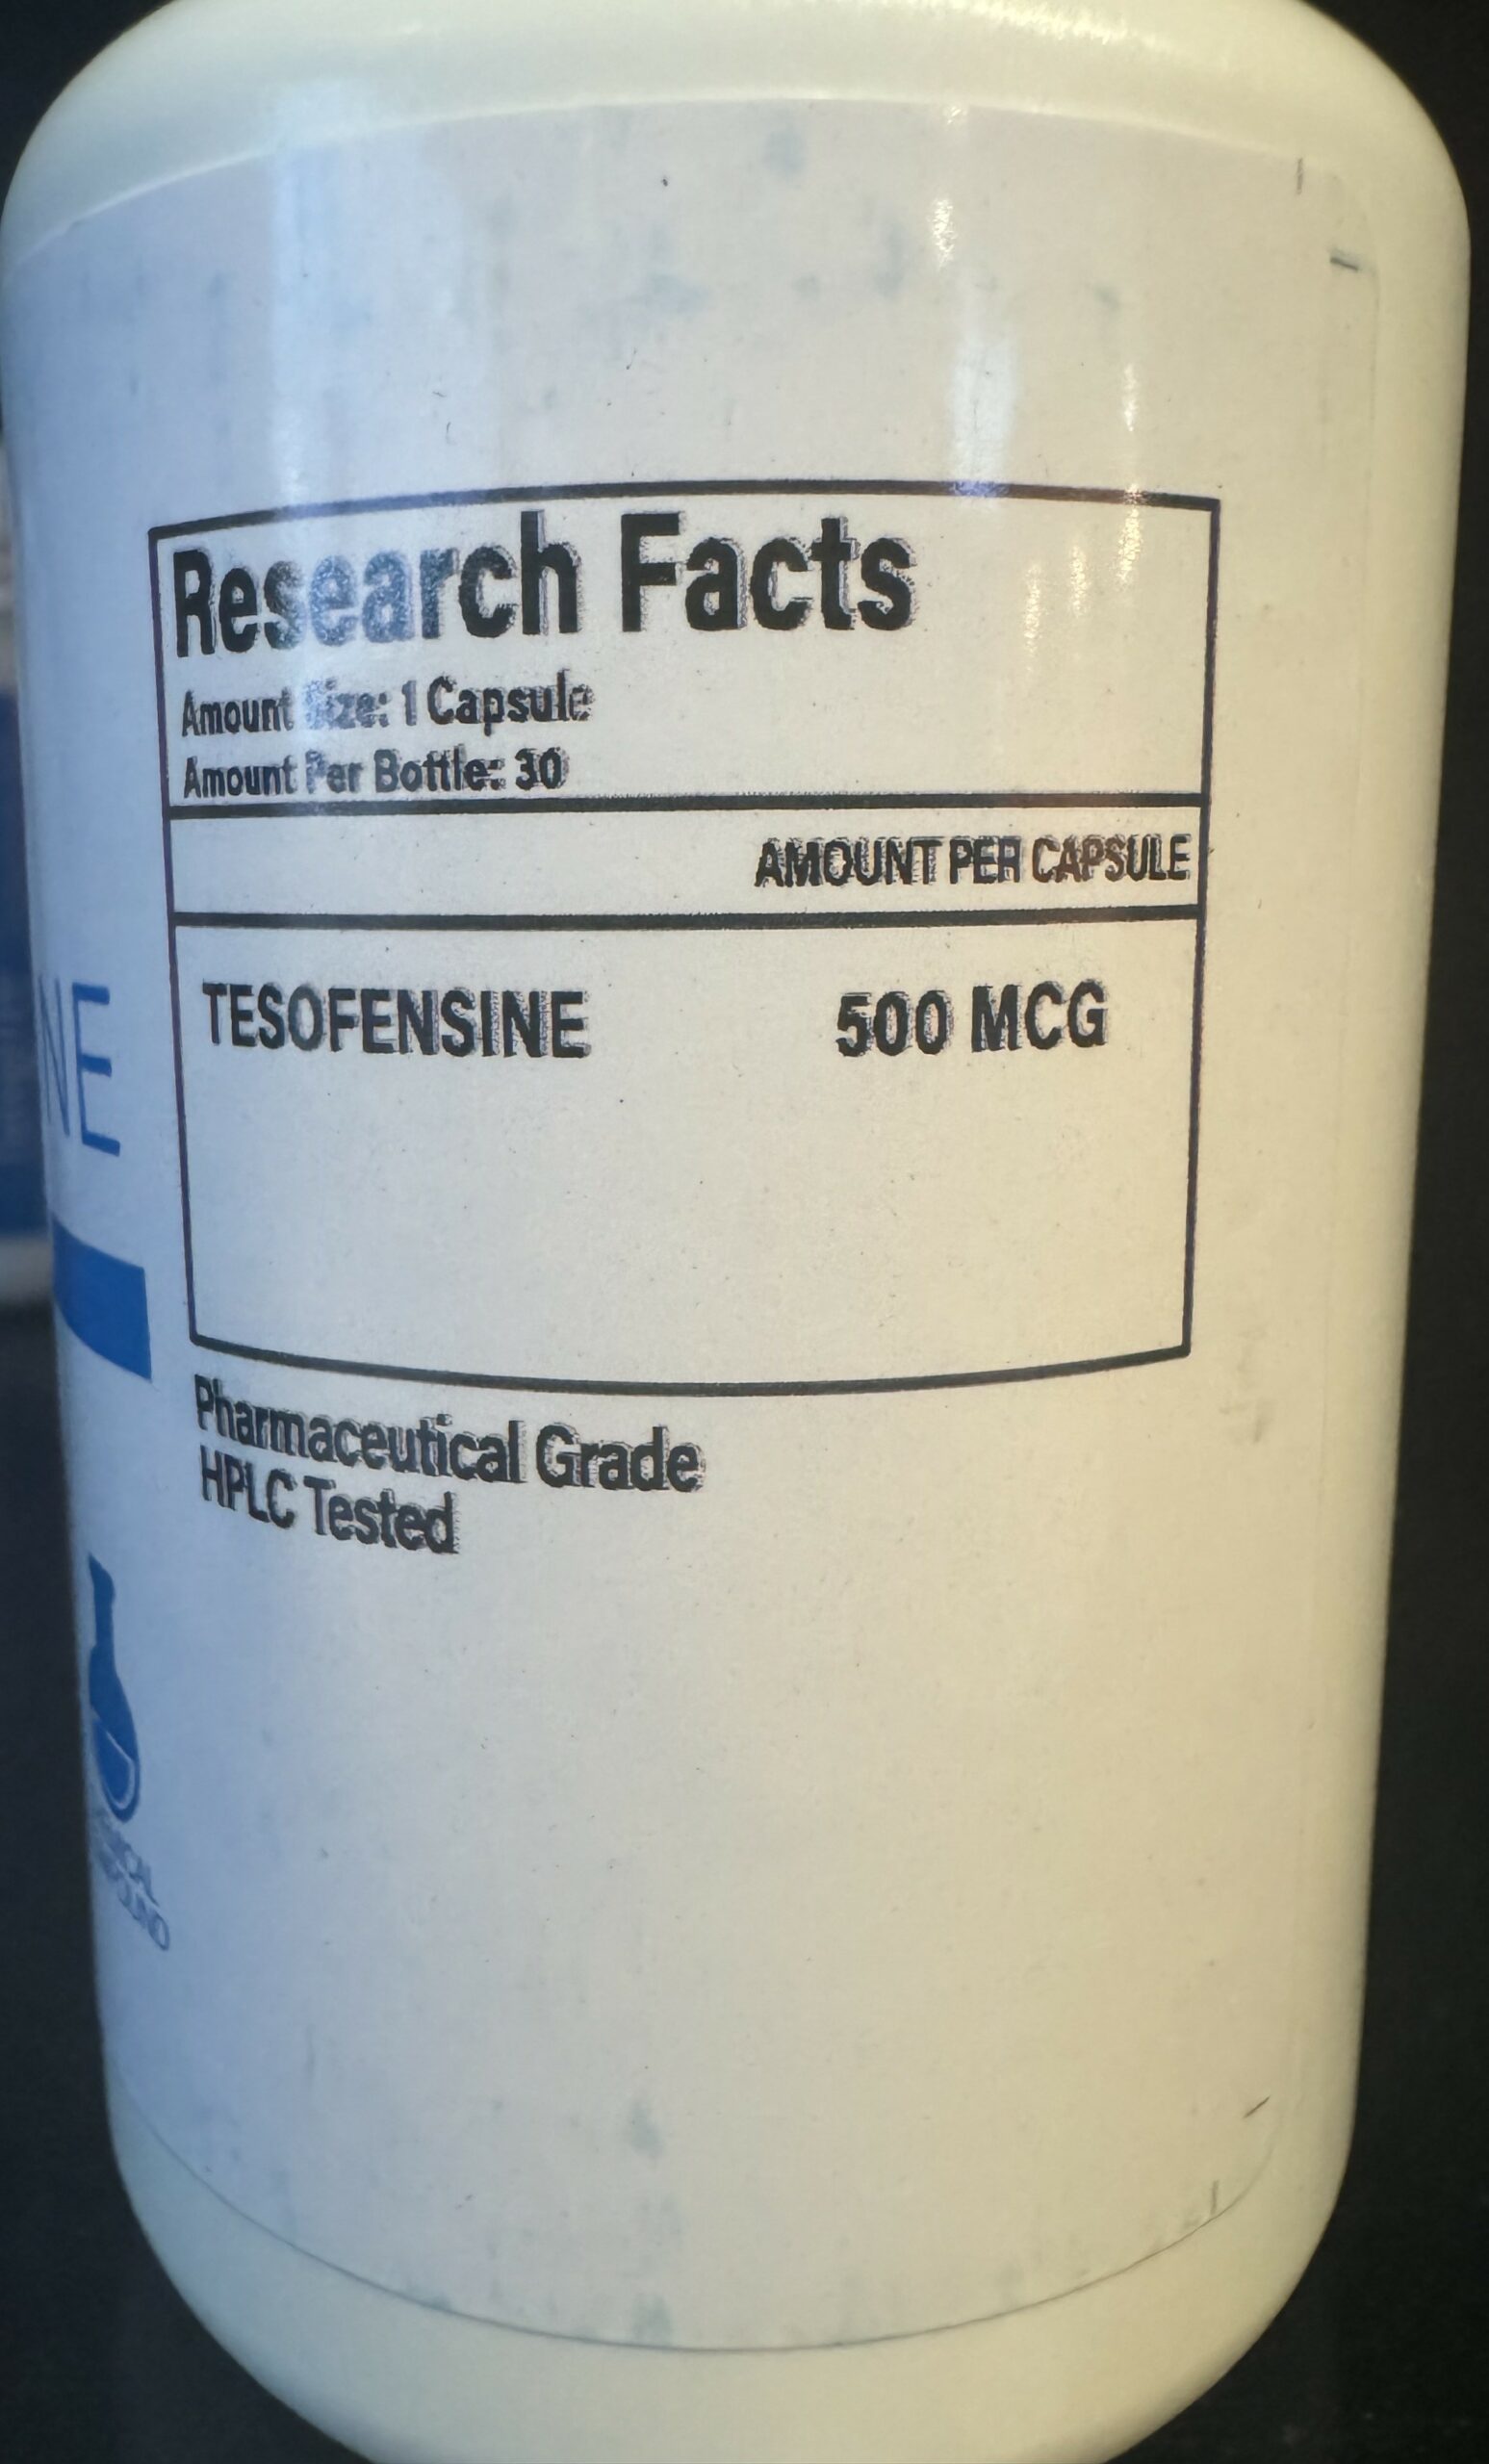 Research Facts
Amount Size: 1 Capsule
Amount Per Bottle: 30
AMOUNT PER CAPSULE
TESOFENSINE 500 MCG
NE
Pharmaceutical Grade
HPLC Tested